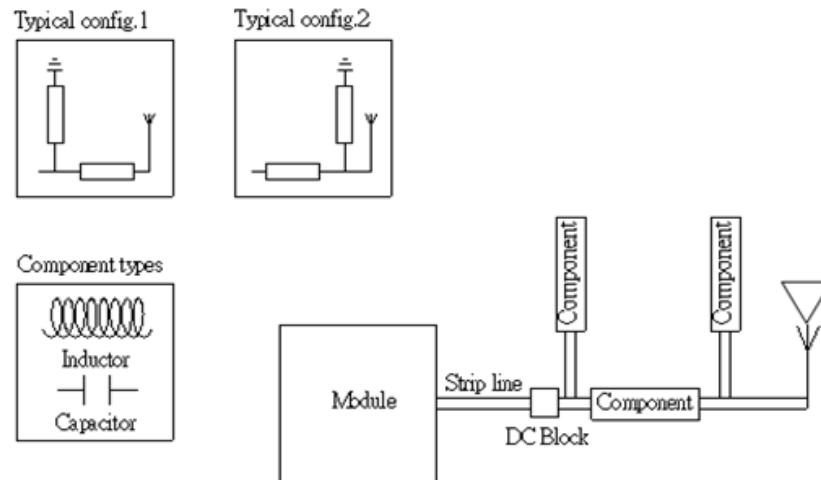 Typical config.1
Typical config.2
Component types
Inductor
Capacitor
Module
Strip line
DC Block
Component
Component
Component